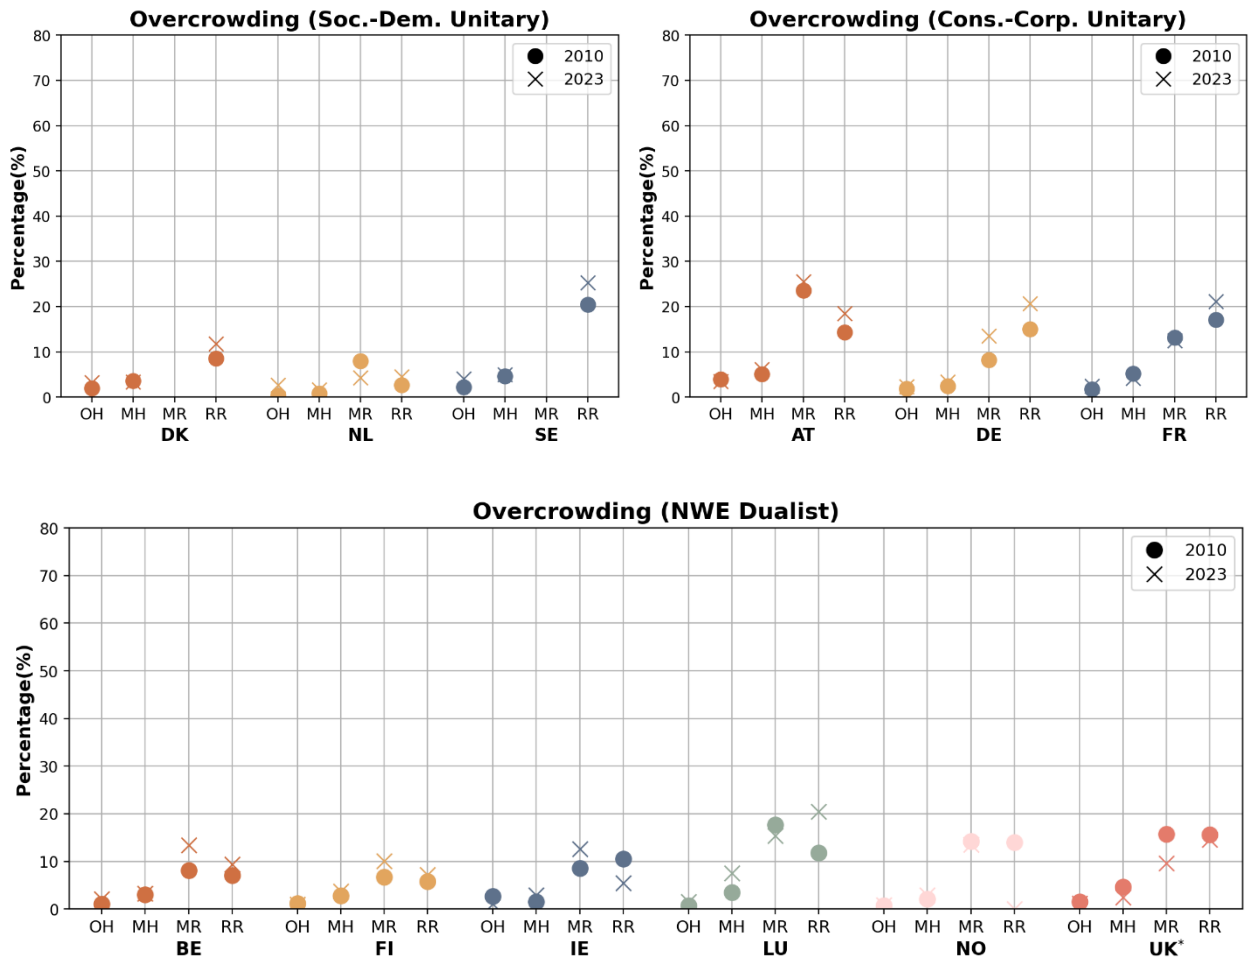 Overcrowding (Soc.-Dem. Unitary)
Percentage(%)
80
70
60
50
40
30
20
10
0
2010
2023
OH MH MR RR OH MH MR RR OH MH MR RR
DK NL SE
Overcrowding (Cons.-Corp. Unitary)
Percentage(%)
80
70
60
50
40
30
20
10
0
2010
2023
OH MH MR RR OH MH MR RR OH MH MR RR
AT DE FR
Overcrowding (NWE Dualist)
Percentage(%)
80
70
60
50
40
30
20
10
0
2010
2023
OH MH MR RR OH MH MR RR OH MH MR RR OH MH MR RR OH MH MR RR OH MH MR RR
BE FI IE LU NO UK*